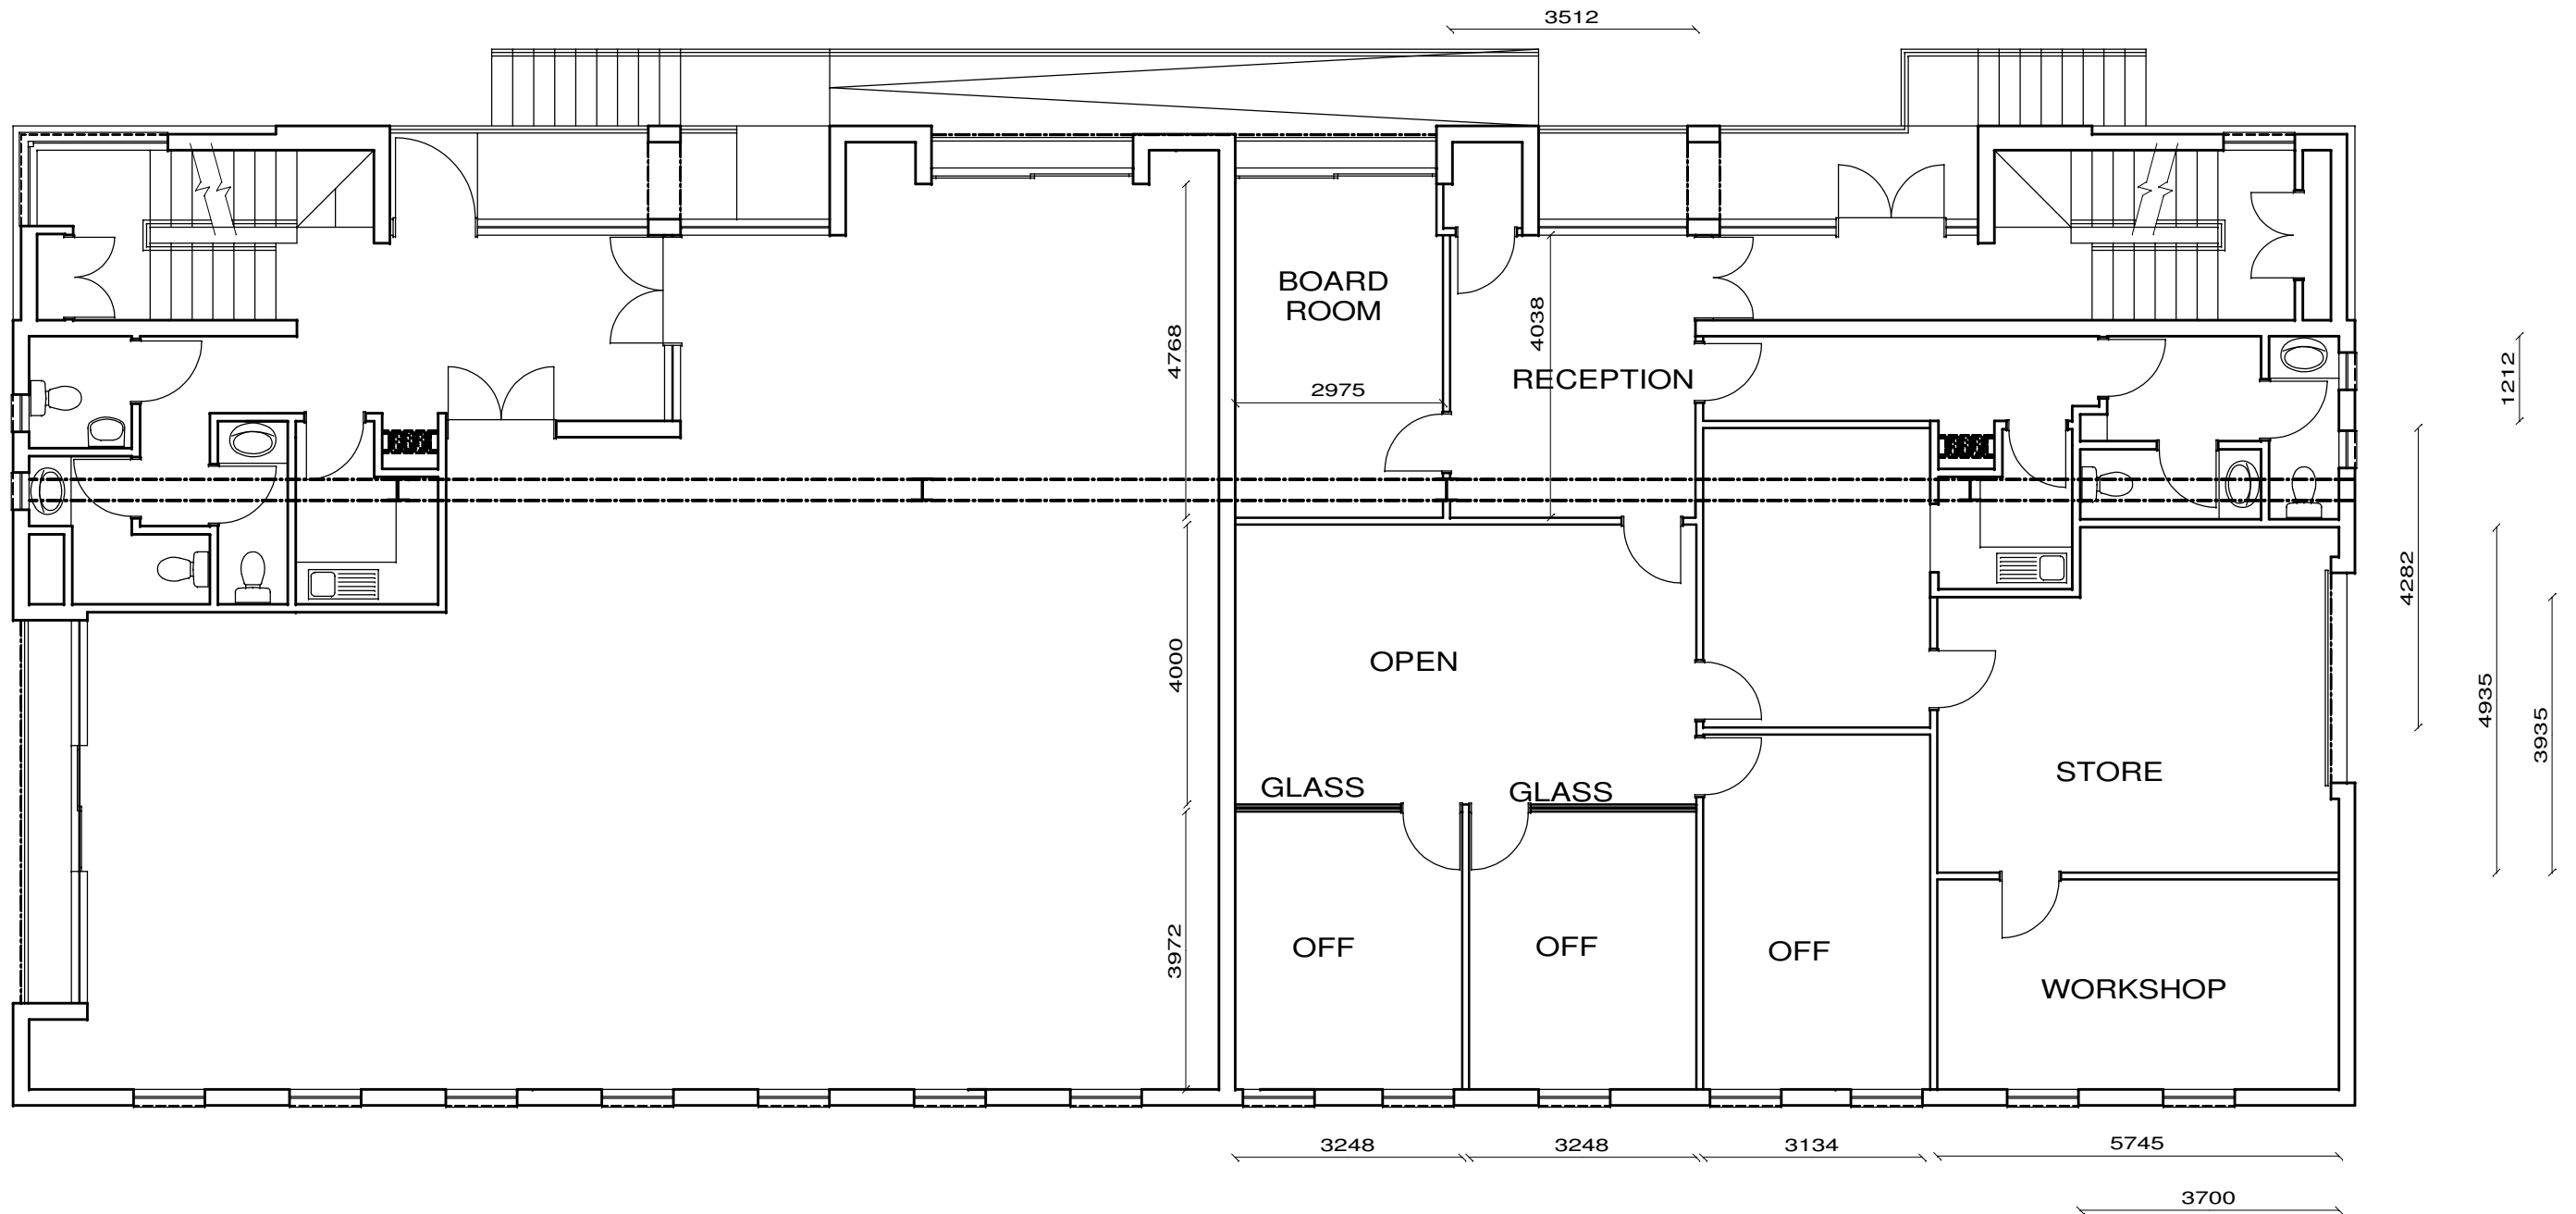 3512
BOARD
ROOM
4038
4768
RECEPTION
2975
1212
4282
OPEN
4000
4935
3935
STORE
GLASS
GLASS
3972
OFF
OFF
OFF
WORKSHOP
3248
3248
3134
5745
3700